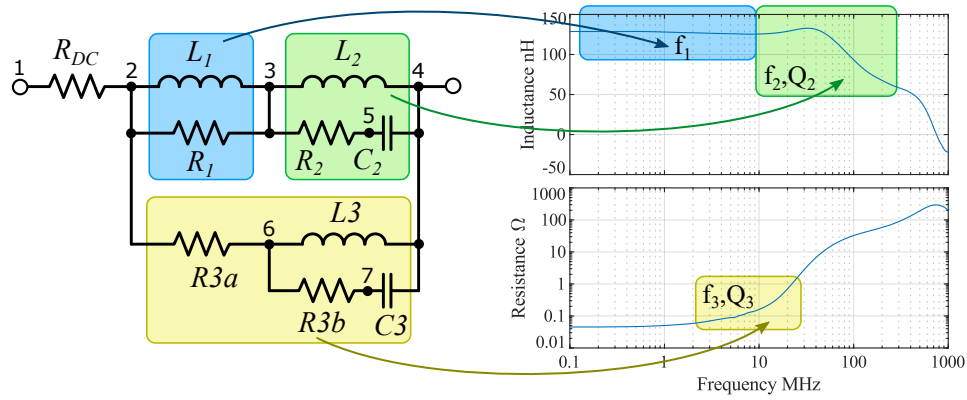 1
R_DC
2
L_1
3
L_2
4
R_1
R_2
5
C_2
R3a
6
L3
R3b
7
C3
Inductance nH
150
100
50
0
-50
f_1
f_2,Q_2
Resistance Ω
1000
100
10
1
0.1
0.01
f_3,Q_3
0.1
1
10
100
1000
Frequency MHz